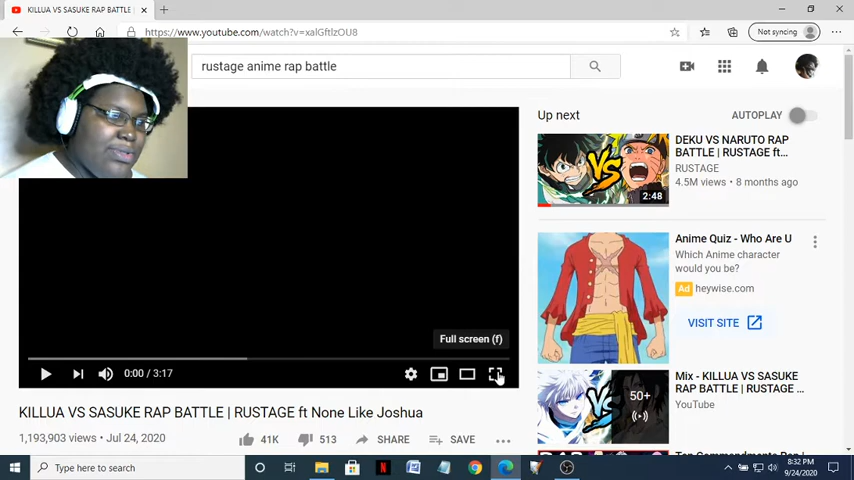 KILLUA VS SASUKE RAP BATTLE |
https://www.youtube.com/watch?v=xalGftlzOU8
Not syncing
rustage anime rap battle
Up next
AUTOPLAY
DEKU VS NARUTO RAP
BATTLE | RUSTAGE ft...
RUSTAGE
4.5M views • 8 months ago
VS
2:48
Anime Quiz - Who Are U
Which Anime character
would you be?
Ad heywise.com
VISIT SITE
Full screen (f)
0:00 / 3:17
Mix - KILLUA VS SASUKE
RAP BATTLE | RUSTAGE ...
YouTube
VS
50+
KILLUA VS SASUKE RAP BATTLE | RUSTAGE ft None Like Joshua
1,193,903 views • Jul 24, 2020
41K
513
SHARE
SAVE
Type here to search
8:32 PM
9/24/2020